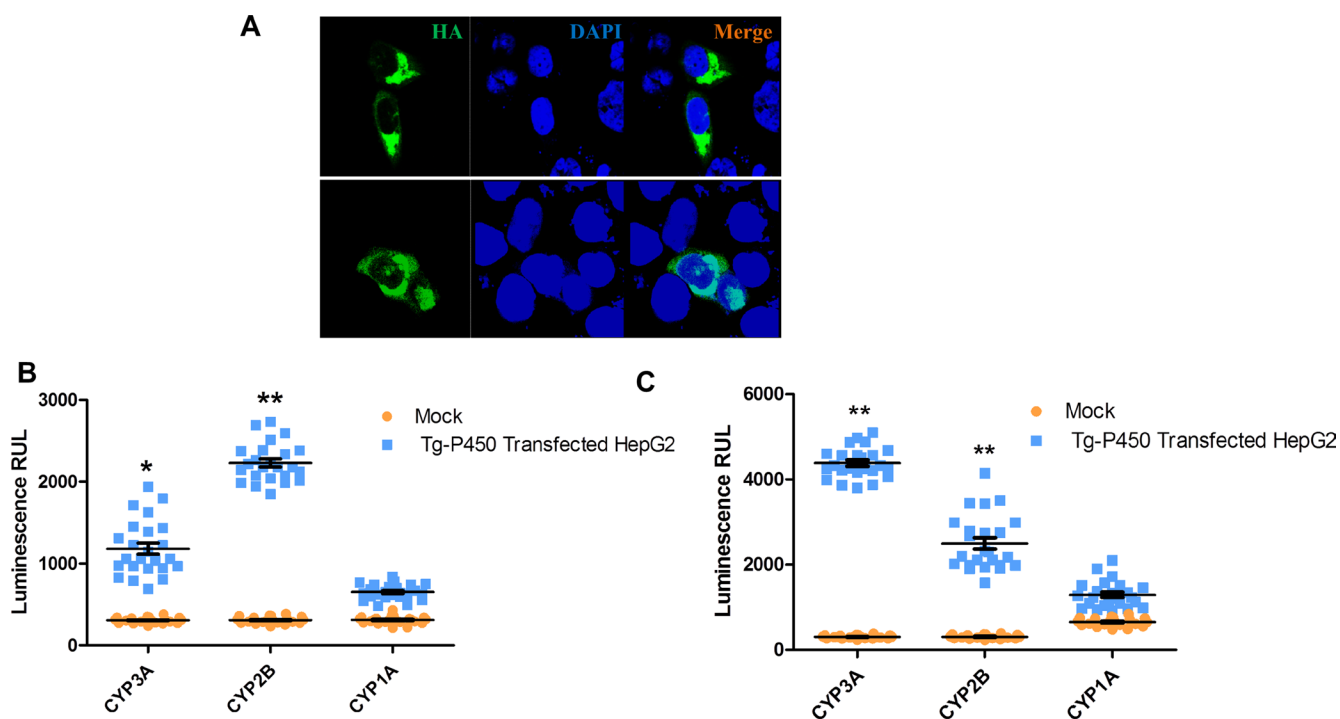 A
HA DAPI Merge
B
3000
2000
1000
0
Luminescence RUL
* **
Mock
Tg-P450 Transfected HepG2
CYP3A CYP2B CYP1A
C
6000
4000
2000
0
Luminescence RUL
** **
Mock
Tg-P450 Transfected HepG2
CYP3A CYP2B CYP1A